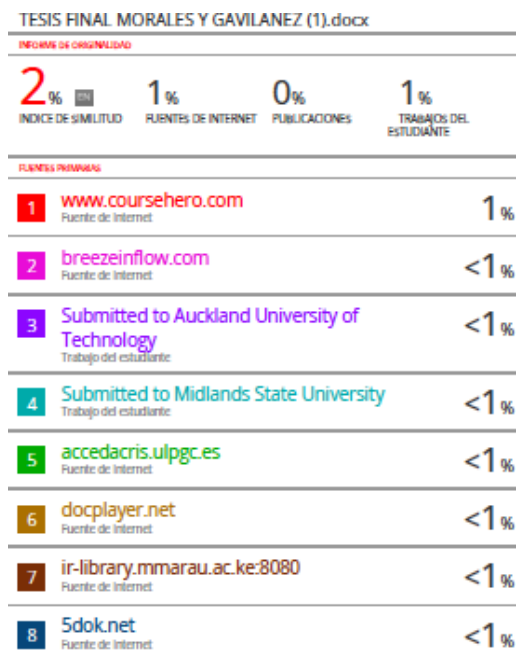 TESIS FINAL MORALES Y GAVILANEZ (1).docx
INFORME DE ORIGINALIDAD
2% EN
INDICE DE SIMILITUD
1%
FUENTES DE INTERNET
0%
PUBLICACIONES
1%
TRABAJOS DEL
ESTUDIANTE
FUENTES PRIMARIAS
1 www.coursehero.com 1%
Fuente de Internet
2 breezeinflow.com <1%
Fuente de Internet
3 Submitted to Auckland University of <1%
Technology
Trabajo del estudiante
4 Submitted to Midlands State University <1%
Trabajo del estudiante
5 accedacris.ulpgc.es <1%
Fuente de Internet
6 docplayer.net <1%
Fuente de Internet
7 ir-library.mmarau.ac.ke:8080 <1%
Fuente de Internet
8 5dok.net <1%
Fuente de Internet